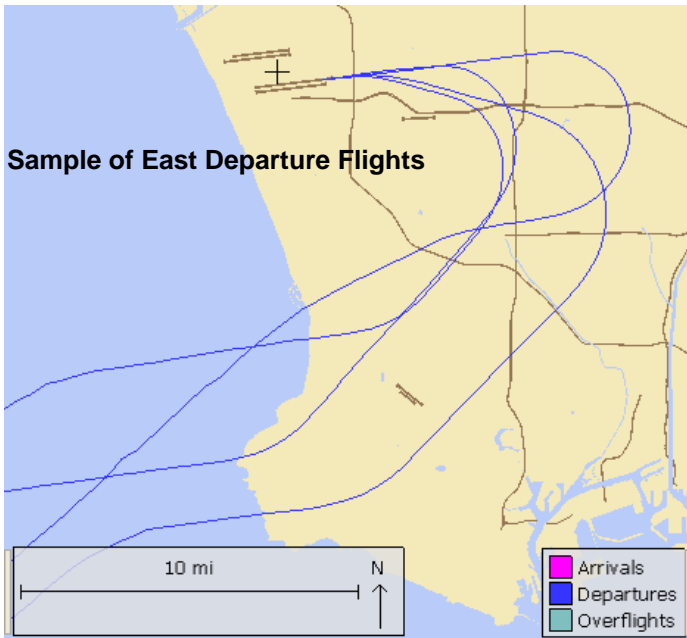 Sample of East Departure Flights
10 mi
N
Arrivals
Departures
Overflights